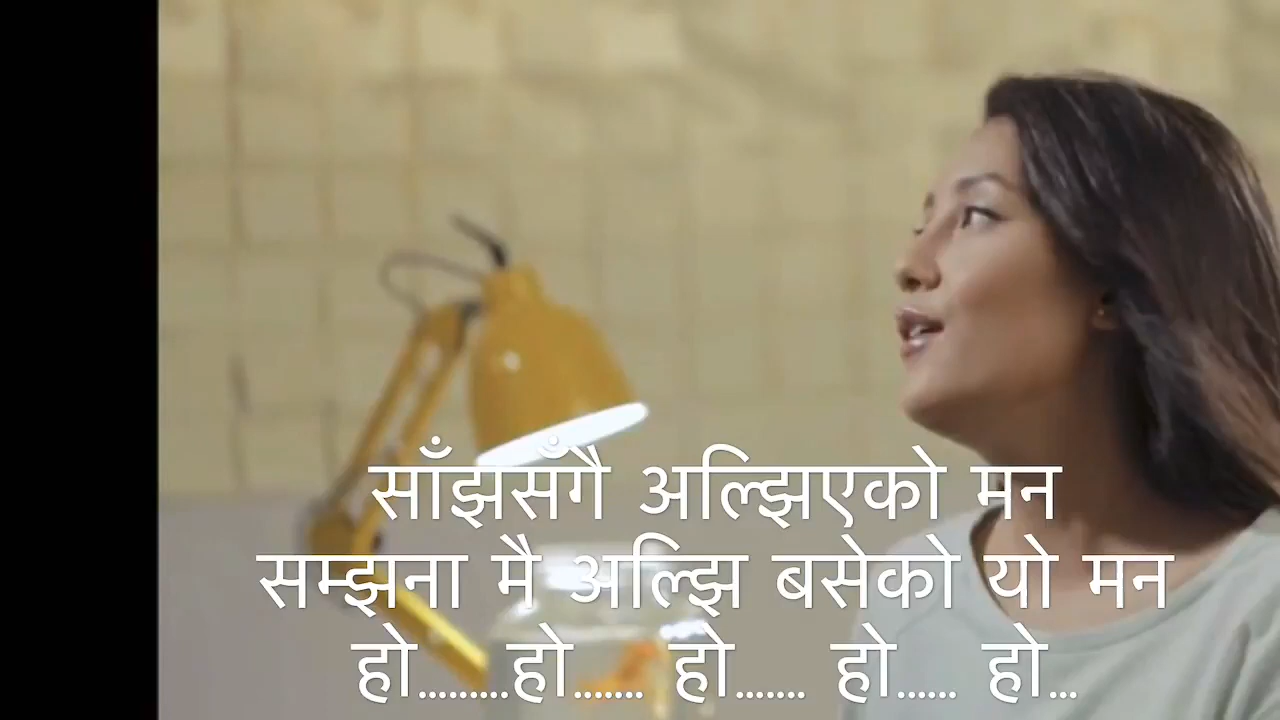 साँझसँगै अल्झिएको मन
सम्झना मै अल्झि बसेको यो मन
हो.........हो....... हो....... हो...... हो...